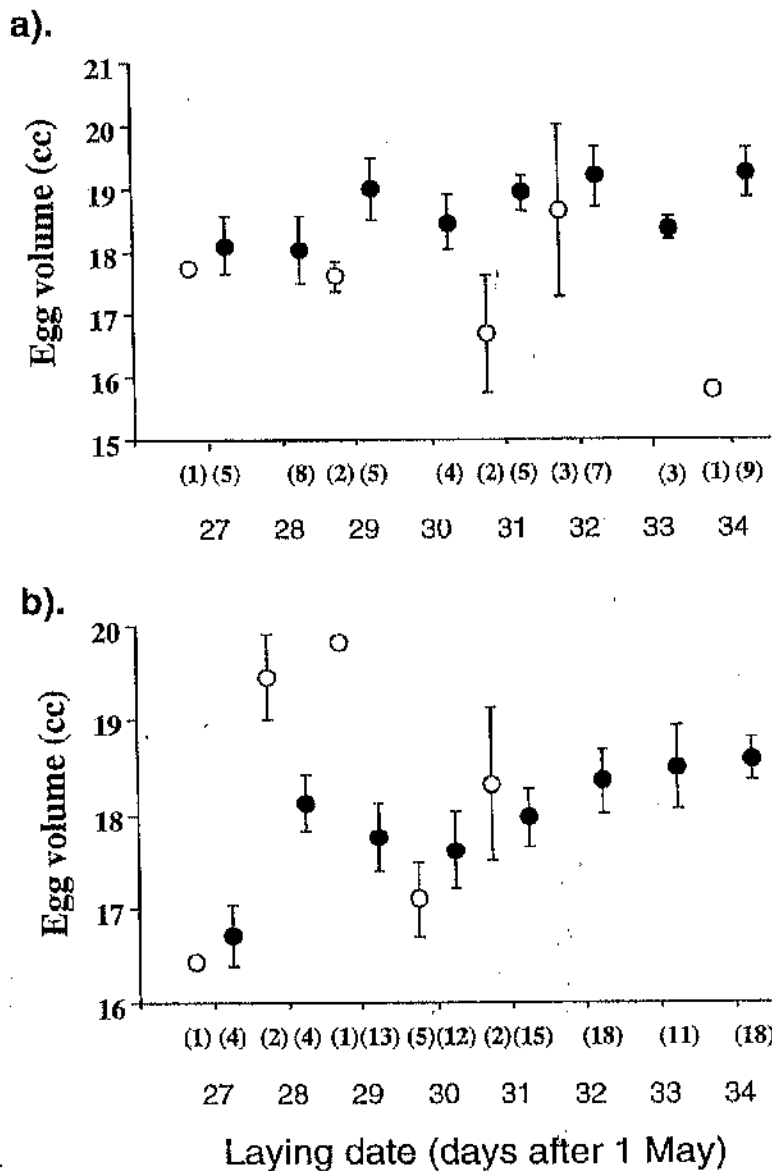 a).
21
20
19
18
17
16
15
Egg volume (cc)
(1) (5) (8) (2) (5) (4) (2) (5) (3) (7) (3) (1) (9)
27 28 29 30 31 32 33 34
b).
20
19
18
17
16
Egg volume (cc)
(1) (4) (2) (4) (1)(13) (5)(12) (2)(15) (18) (11) (18)
27 28 29 30 31 32 33 34
Laying date (days after 1 May)